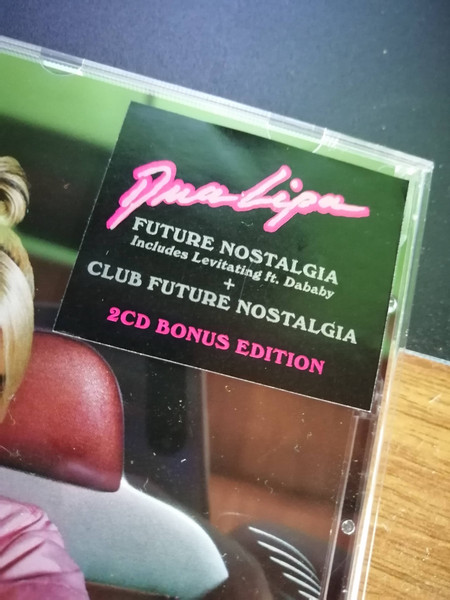 Dua Lipa
FUTURE NOSTALGIA
Includes Levitating ft. Dababy
+
CLUB FUTURE NOSTALGIA
2CD BONUS EDITION